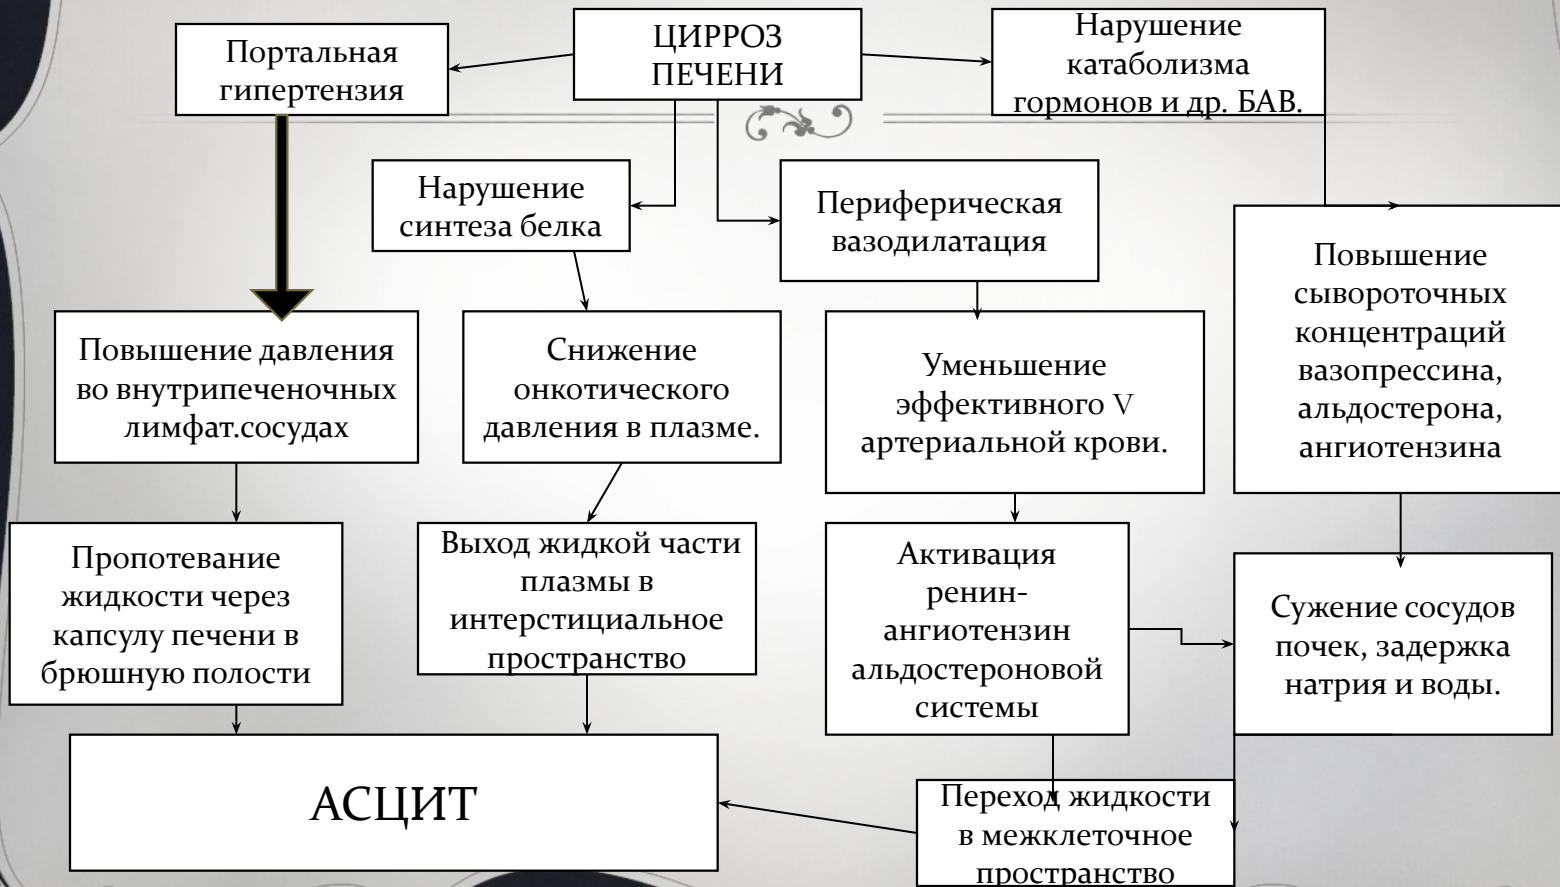 Портальная
гипертензия
ЦИРРОЗ
ПЕЧЕНИ
Нарушение
катаболизма
гормонов и др. БАВ.
Нарушение
синтеза белка
Периферическая
вазодилатация
Повышение
сывороточных
концентраций
вазопрессина,
альдостерона,
ангиотензина
Повышение давления
во внутрипеченочных
лимфат.сосудах
Снижение
онкотического
давления в плазме.
Уменьшение
эффективного V
артериальной крови.
Пропотевание
жидкости через
капсулу печени в
брюшную полости
Выход жидкой части
плазмы в
интерстициальное
пространство
Активация
ренин-
ангиотензин
альдостероновой
системы
Сужение сосудов
почек, задержка
натрия и воды.
АСЦИТ
Переход жидкости
в межклеточное
пространство